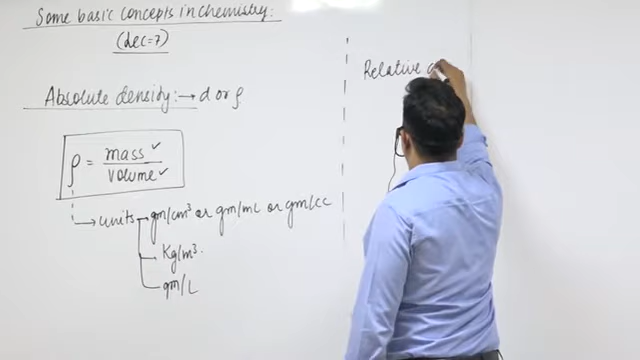 Some basic concepts in chemistry:
(Lec=7)
Absolute density:→ d or ρ
ρ = mass ✓ / volume ✓
→ units → gm/cm³ or gm/mL or gm/cc
→ Kg/m³.
gm/L
Relative